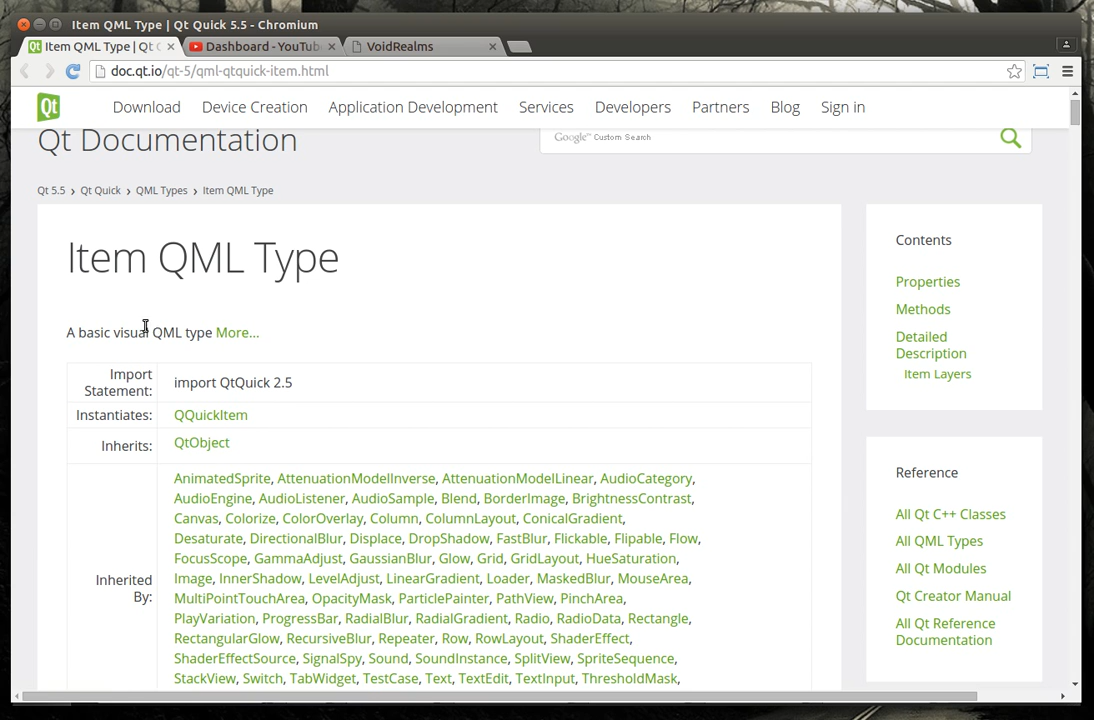 Item QML Type | Qt Quick 5.5 - Chromium
Item QML Type | Qt
Dashboard - YouTub
VoidRealms
doc.qt.io/qt-5/qml-qtquick-item.html
Qt Download Device Creation Application Development Services Developers Partners Blog Sign in
Qt Documentation
Google™ Custom Search
Qt 5.5 › Qt Quick › QML Types › Item QML Type
Item QML Type
A basic visual QML type More...
Import Statement: import QtQuick 2.5
Instantiates: QQuickItem
Inherits: QtObject
Inherited By:
AnimatedSprite, AttenuationModelInverse, AttenuationModelLinear, AudioCategory,
AudioEngine, AudioListener, AudioSample, Blend, BorderImage, BrightnessContrast,
Canvas, Colorize, ColorOverlay, Column, ColumnLayout, ConicalGradient,
Desaturate, DirectionalBlur, Displace, DropShadow, FastBlur, Flickable, Flipable, Flow,
FocusScope, GammaAdjust, GaussianBlur, Glow, Grid, GridLayout, HueSaturation,
Image, InnerShadow, LevelAdjust, LinearGradient, Loader, MaskedBlur, MouseArea,
MultiPointTouchArea, OpacityMask, ParticlePainter, PathView, PinchArea,
PlayVariation, ProgressBar, RadialBlur, RadialGradient, Radio, RadioData, Rectangle,
RectangularGlow, RecursiveBlur, Repeater, Row, RowLayout, ShaderEffect,
ShaderEffectSource, SignalSpy, Sound, SoundInstance, SplitView, SpriteSequence,
StackView, Switch, TabWidget, TestCase, Text, TextEdit, TextInput, ThresholdMask,
Contents
Properties
Methods
Detailed
Description
Item Layers
Reference
All Qt C++ Classes
All QML Types
All Qt Modules
Qt Creator Manual
All Qt Reference
Documentation